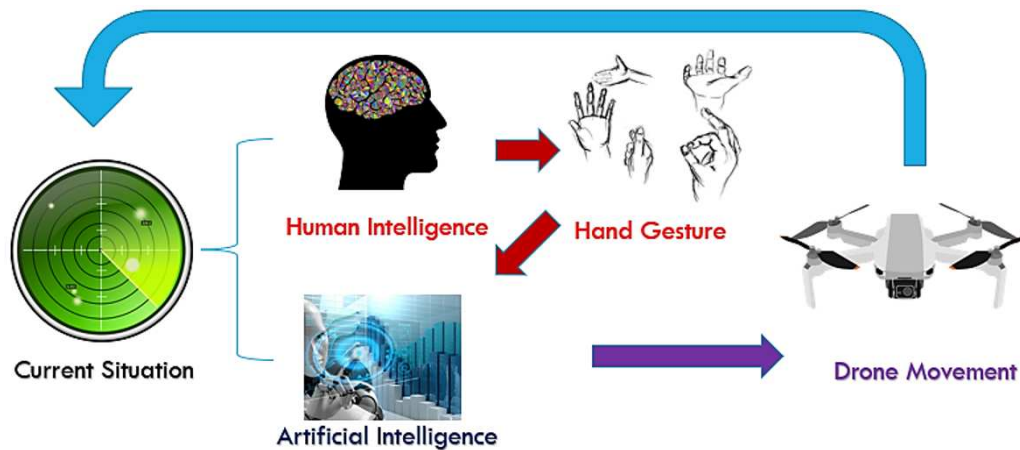 Human Intelligence
Hand Gesture
Current Situation
Drone Movement
Artificial Intelligence